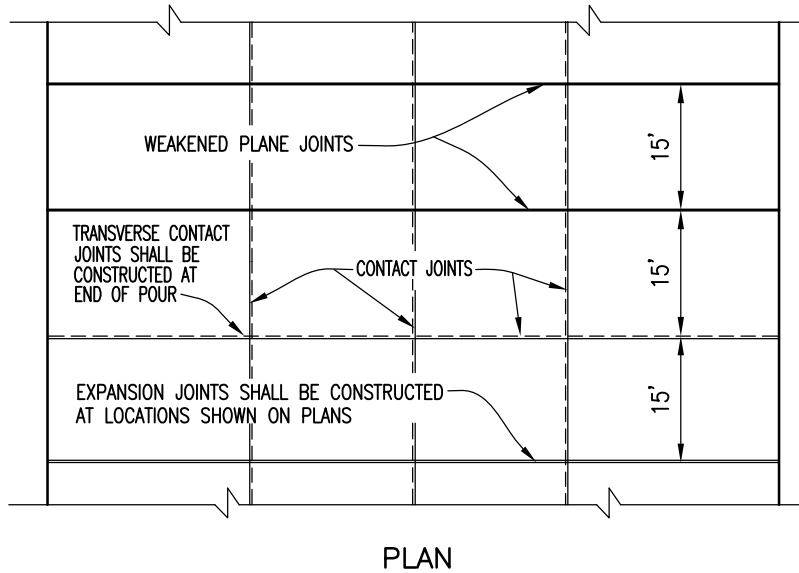 WEAKENED PLANE JOINTS
15'
TRANSVERSE CONTACT
JOINTS SHALL BE
CONSTRUCTED AT
END OF POUR
CONTACT JOINTS
15'
EXPANSION JOINTS SHALL BE CONSTRUCTED
AT LOCATIONS SHOWN ON PLANS
15'
PLAN